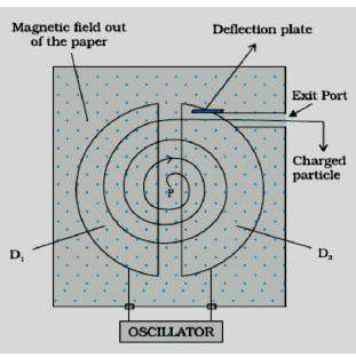 Magnetic field out
of the paper
Deflection plate
Exit Port
Charged
particle
P
D₁
D₂
OSCILLATOR